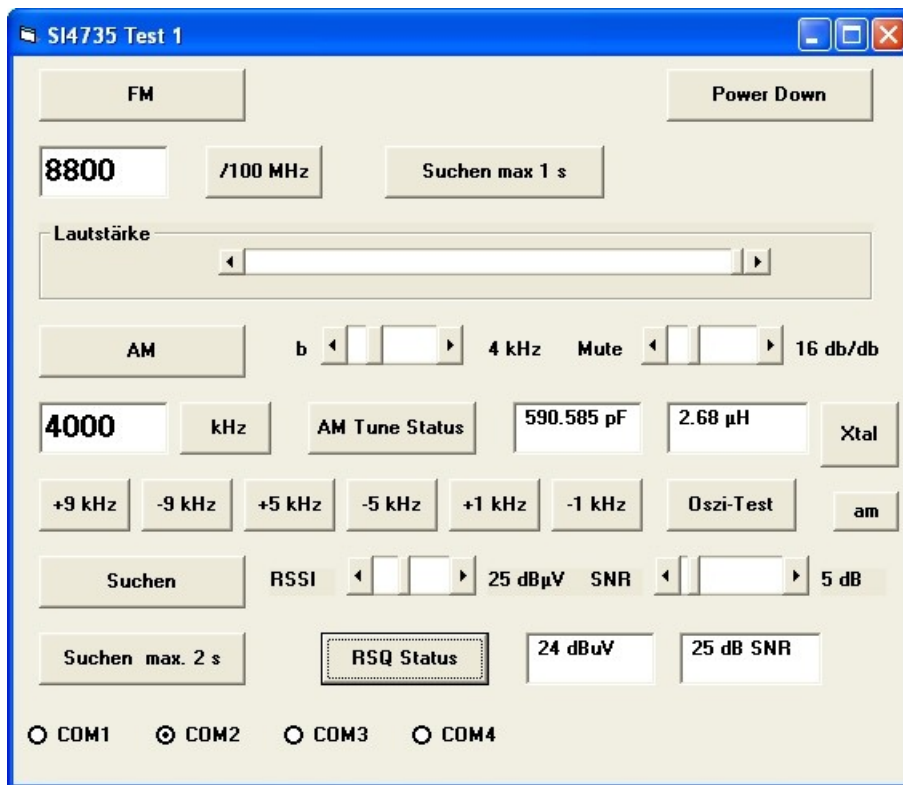 SI4735 Test 1
FM
Power Down
8800
/100 MHz
Suchen max 1 s
Lautstärke
AM
b
4 kHz
Mute
16 db/db
4000
kHz
AM Tune Status
590.585 pF
2.68 µH
Xtal
+9 kHz
-9 kHz
+5 kHz
-5 kHz
+1 kHz
-1 kHz
Oszi-Test
am
Suchen
RSSI
25 dBµV
SNR
5 dB
Suchen max. 2 s
RSQ Status
24 dBuV
25 dB SNR
COM1
COM2
COM3
COM4